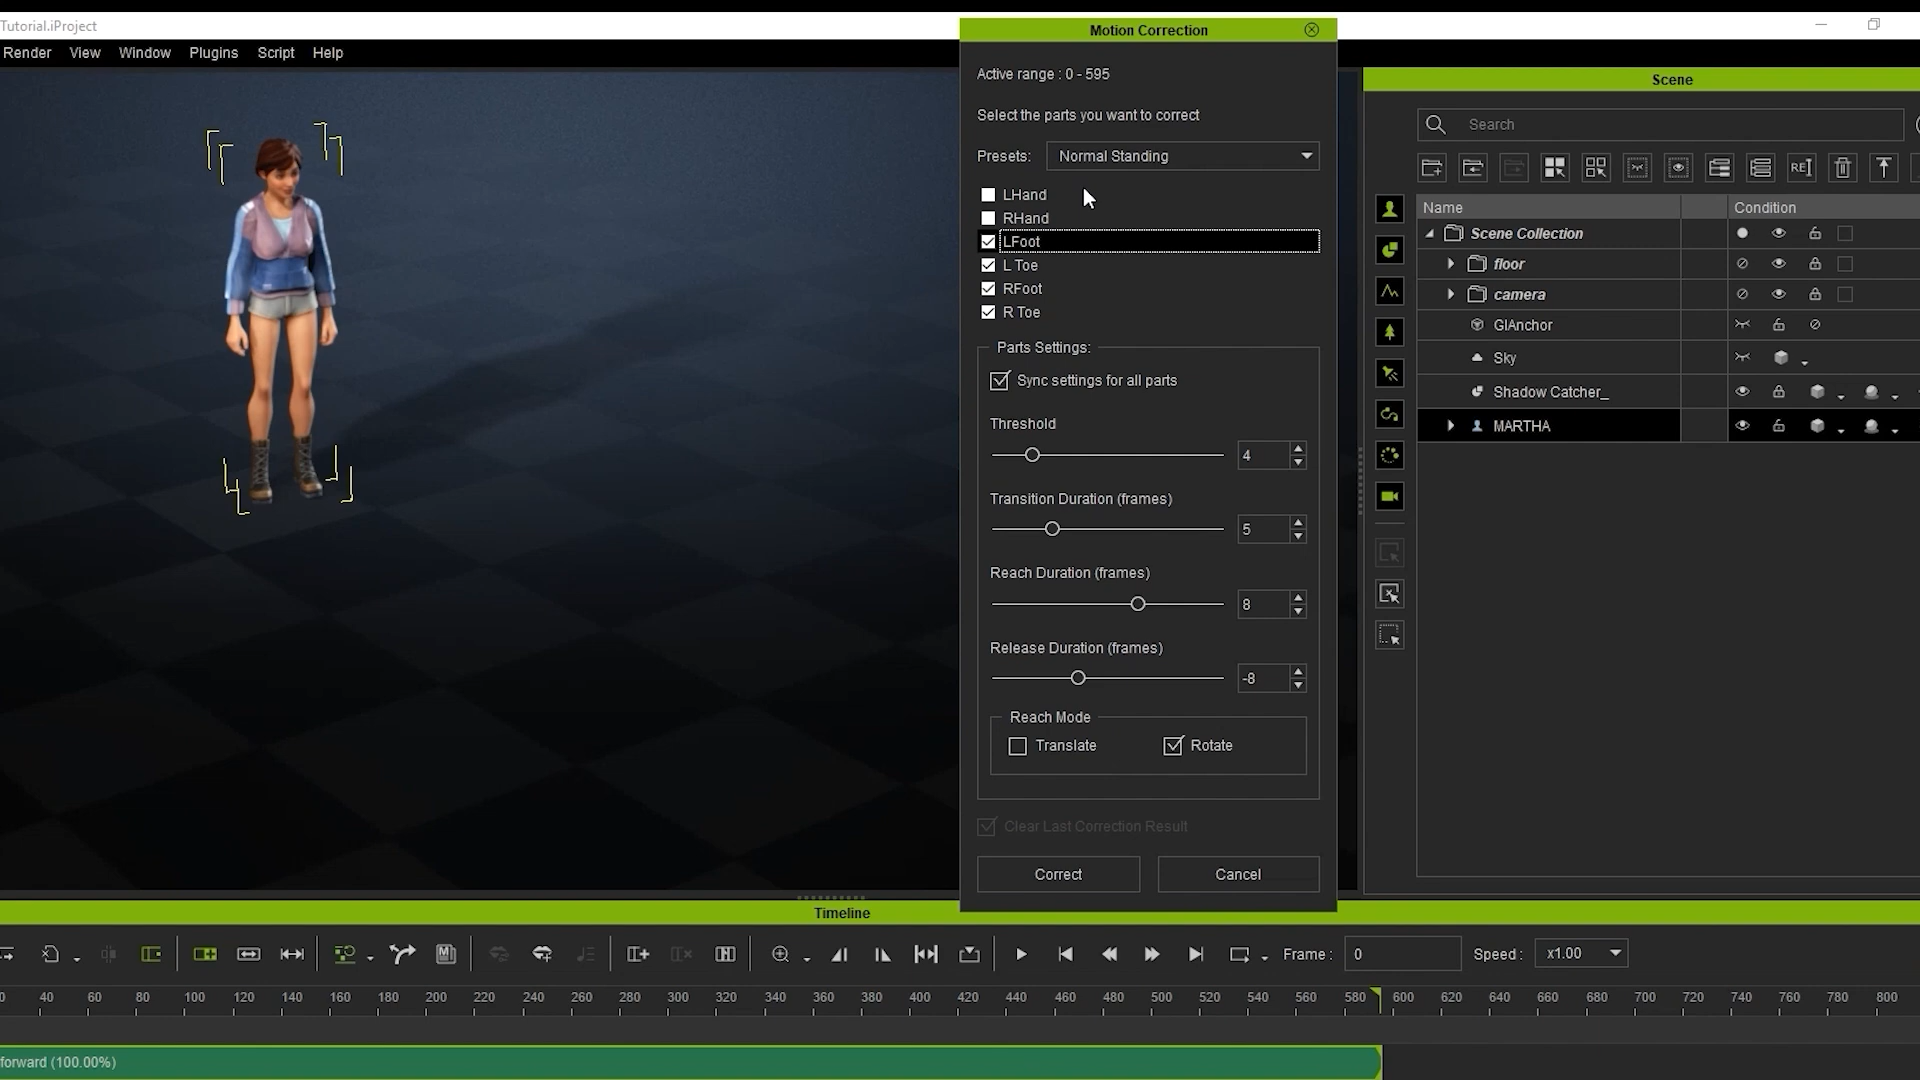 Tutorial.iProject
Render View Window Plugins Script Help
Motion Correction
Active range : 0 - 595
Select the parts you want to correct
Presets: Normal Standing
LHand
RHand
LFoot
L Toe
RFoot
R Toe
Parts Settings:
Sync settings for all parts
Threshold
4
Transition Duration (frames)
5
Reach Duration (frames)
8
Release Duration (frames)
-8
Reach Mode
Translate Rotate
Clear Last Correction Result
Correct Cancel
Scene
Search
Name Condition
Scene Collection
floor
camera
GIAnchor
Sky
Shadow Catcher_
MARTHA
Timeline
Frame : 0 Speed : x1.00
0 40 60 80 100 120 140 160 180 200 220 240 260 280 300 320 340 360 380 400 420 440 460 480 500 520 540 560 580 600 620 640 660 680 700 720 740 760 780 800
forward (100.00%)